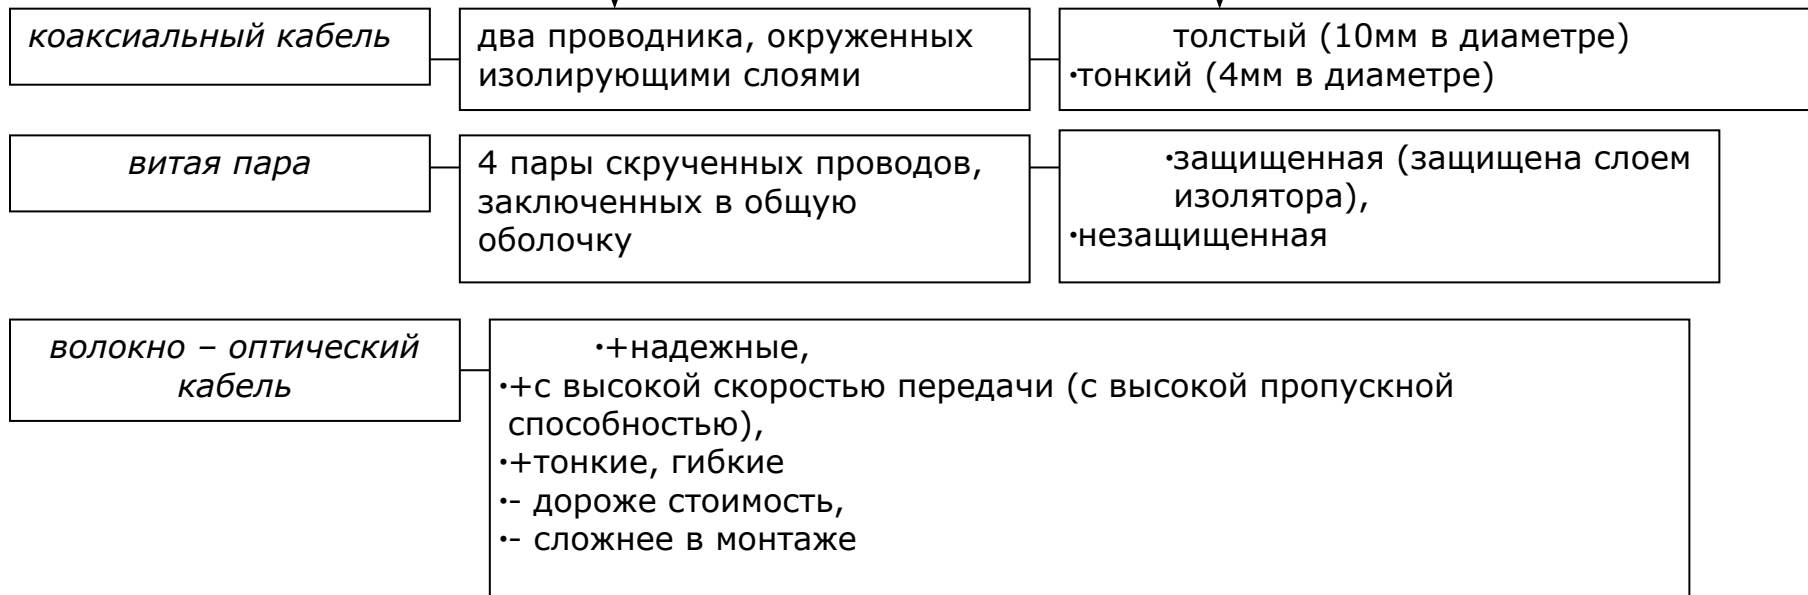 коаксиальный кабель
два проводника, окруженных
изолирующими слоями
толстый (10мм в диаметре)
·тонкий (4мм в диаметре)
витая пара
4 пары скрученных проводов,
заключенных в общую
оболочку
·защищенная (защищена слоем
изолятора),
·незащищенная
волокно – оптический
кабель
·+надежные,
·+с высокой скоростью передачи (с высокой пропускной
способностью),
·+тонкие, гибкие
·- дороже стоимость,
·- сложнее в монтаже